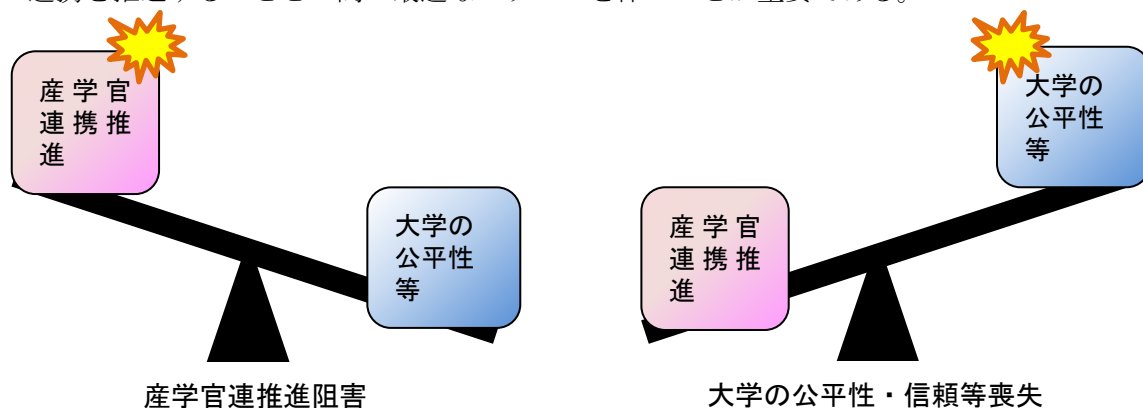 産学官
連携推
進
大学の
公平性
等
大学の
公平性
等
産学官
連携推
進
産学官連推進阻害
大学の公平性・信頼等喪失